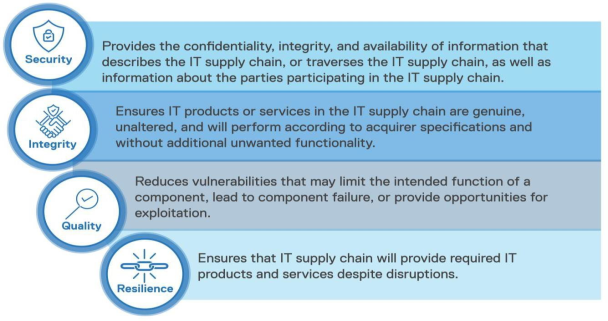 Security
Provides the confidentiality, integrity, and availability of information that
describes the IT supply chain, or traverses the IT supply chain, as well as
information about the parties participating in the IT supply chain.
Integrity
Ensures IT products or services in the IT supply chain are genuine,
unaltered, and will perform according to acquirer specifications and
without additional unwanted functionality.
Quality
Reduces vulnerabilities that may limit the intended function of a
component, lead to component failure, or provide opportunities for
exploitation.
Resilience
Ensures that IT supply chain will provide required IT
products and services despite disruptions.